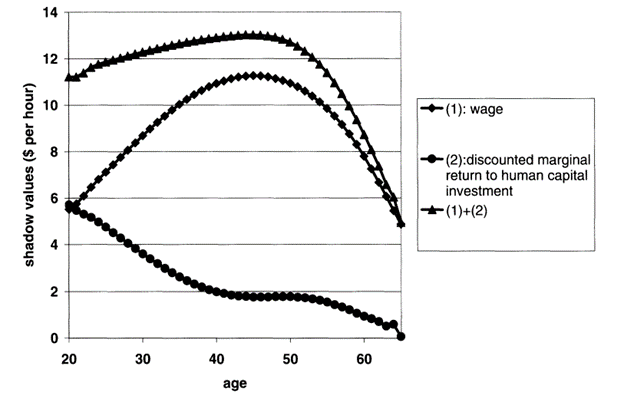 14
12
10
8
6
4
2
0
shadow values ($ per hour)
20
30
40
50
60
age
(1): wage
(2):discounted marginal
return to human capital
investment
(1)+(2)